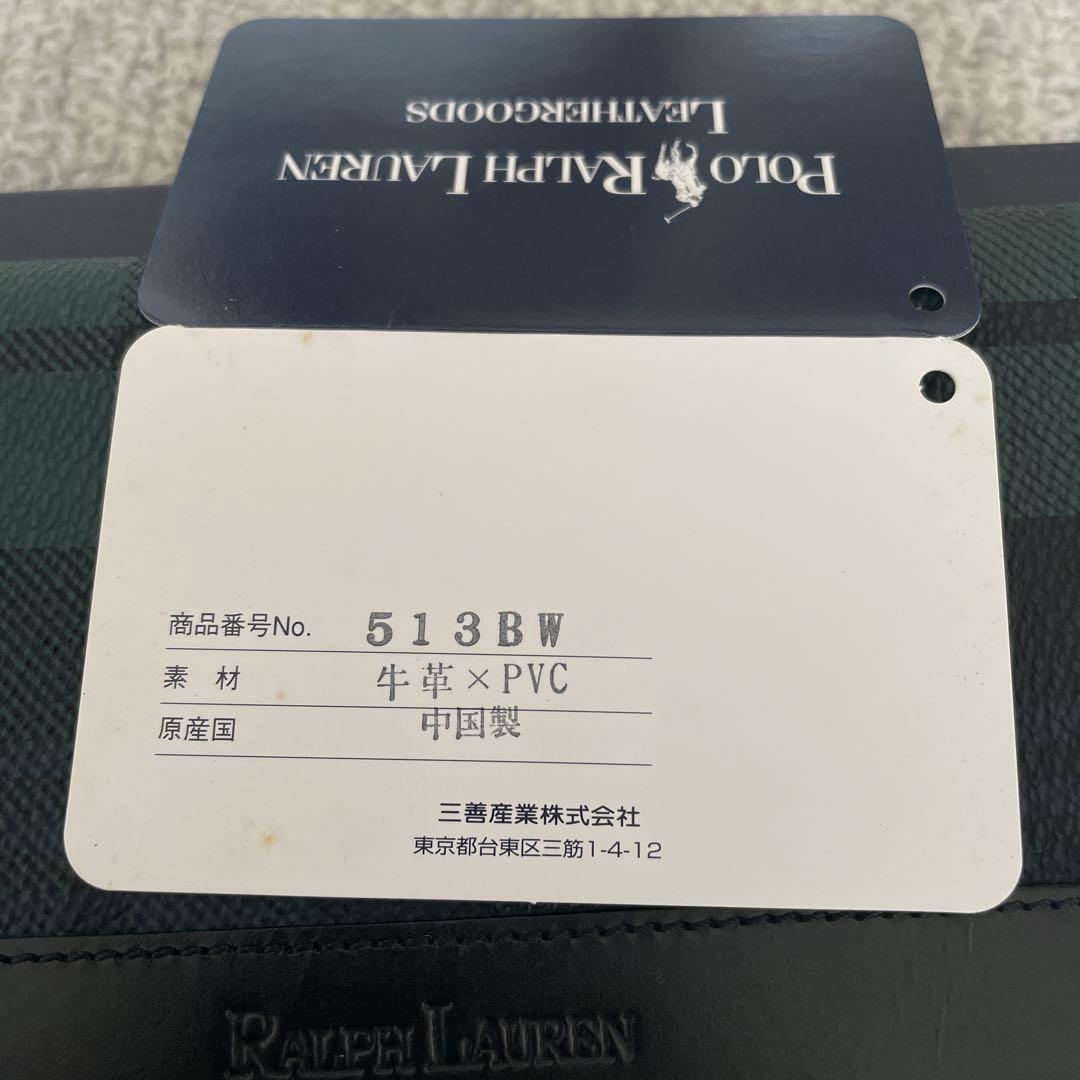 POLO RALPH LAUREN
LEATHERGOODS
商品番号No. 513BW
素 材 牛革×PVC
原産国 中国製
三善産業株式会社
東京都台東区三筋1-4-12
RALPH LAUREN